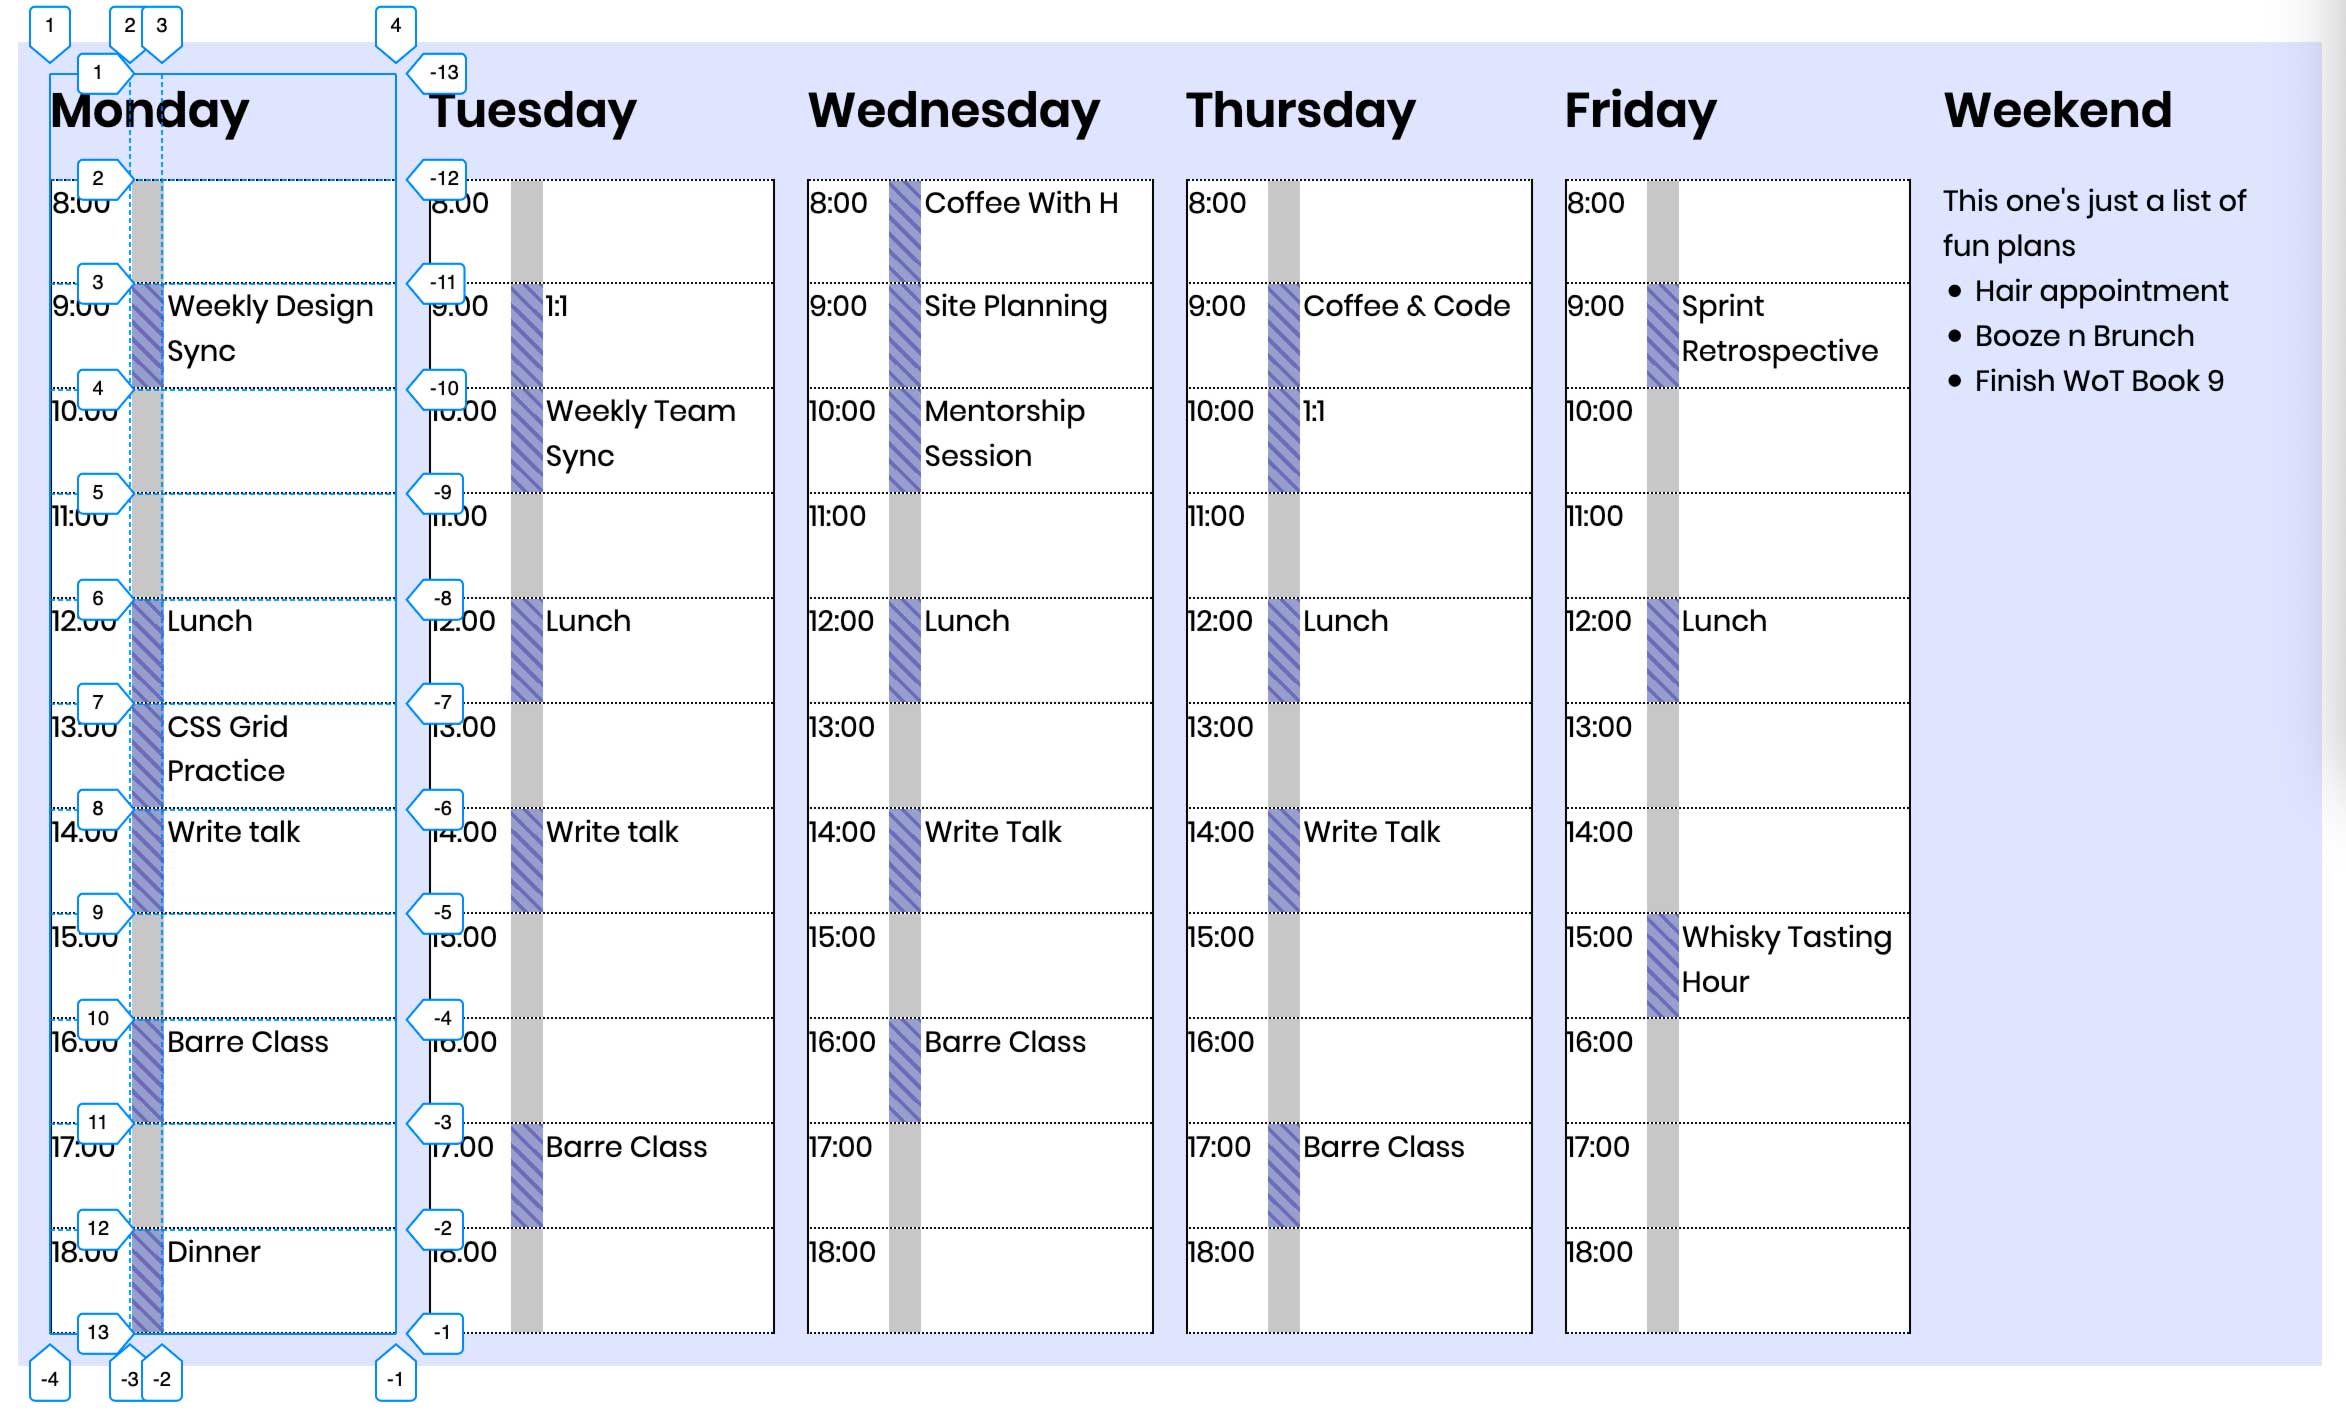 1
2
3
4
1
-13
Monday
Tuesday
Wednesday
Thursday
Friday
Weekend
2
-12
8:00
8:00
8:00
Coffee With H
8:00
8:00
This one's just a list of
fun plans
Hair appointment
Booze n Brunch
Finish WoT Book 9
3
-11
9:00
Weekly Design
Sync
9:00
1:1
9:00
Site Planning
9:00
Coffee & Code
9:00
Sprint
Retrospective
4
-10
10:00
10:00
Weekly Team
Sync
10:00
Mentorship
Session
10:00
1:1
10:00
5
-9
11:00
11:00
11:00
11:00
11:00
6
-8
12:00
Lunch
12:00
Lunch
12:00
Lunch
12:00
Lunch
12:00
Lunch
7
-7
13:00
CSS Grid
Practice
13:00
13:00
13:00
13:00
8
-6
14:00
Write talk
14:00
Write talk
14:00
Write Talk
14:00
Write Talk
14:00
9
-5
15:00
15:00
15:00
15:00
15:00
Whisky Tasting
Hour
10
-4
16:00
Barre Class
16:00
16:00
Barre Class
16:00
16:00
11
-3
17:00
17:00
Barre Class
17:00
17:00
Barre Class
17:00
12
-2
18:00
Dinner
18:00
18:00
18:00
18:00
13
-1
-4
-3
-2
-1